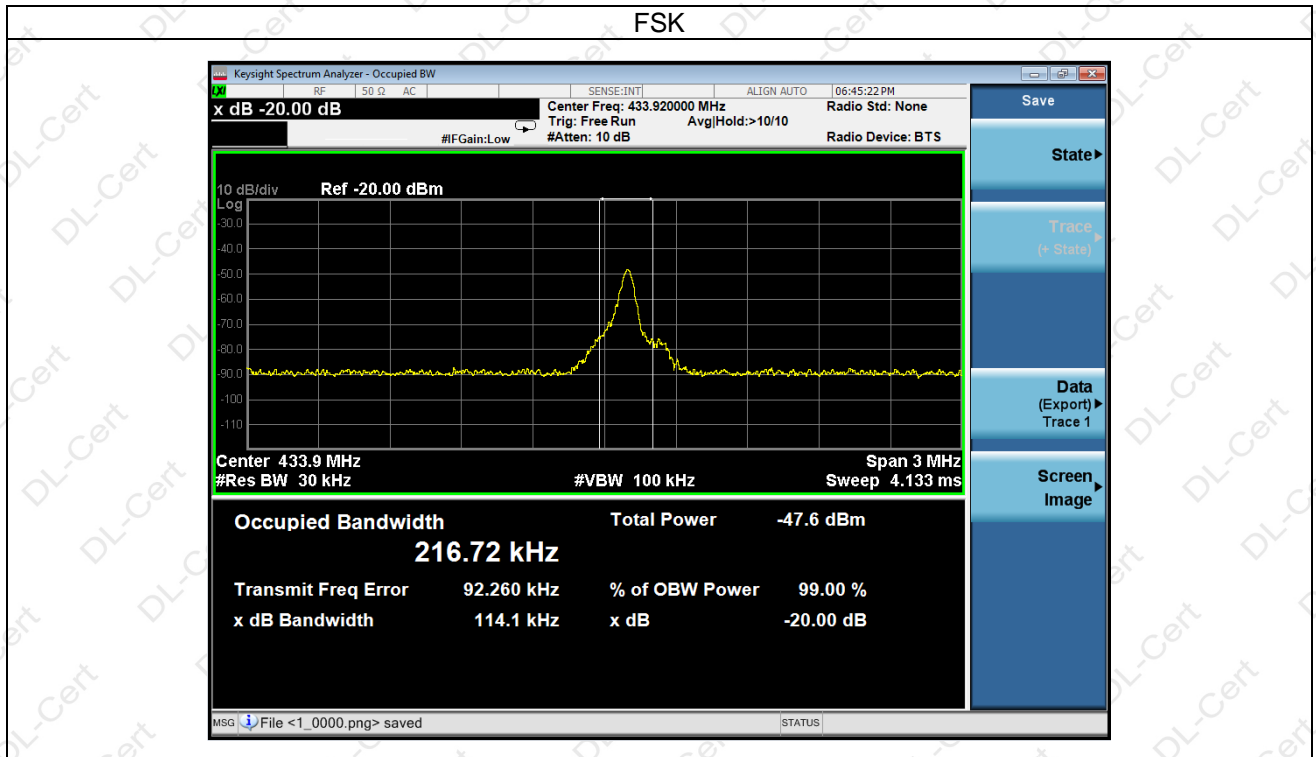 FSK
Keysight Spectrum Analyzer - Occupied BW
LXI RF 50 Ω AC SENSE:INT ALIGN AUTO 06:45:22 PM
x dB -20.00 dB
Center Freq: 433.920000 MHz
Radio Std: None
Trig: Free Run Avg|Hold:>10/10
#IFGain:Low
#Atten: 10 dB
Radio Device: BTS
10 dB/div Ref -20.00 dBm
Log
-30.0
-40.0
-50.0
-60.0
-70.0
-80.0
-90.0
-100
-110
Center 433.9 MHz
Span 3 MHz
#Res BW 30 kHz
#VBW 100 kHz
Sweep 4.133 ms
Occupied Bandwidth
216.72 kHz
Total Power -47.6 dBm
Transmit Freq Error 92.260 kHz
% of OBW Power 99.00 %
x dB Bandwidth 114.1 kHz
x dB -20.00 dB
MSG File <1_0000.png> saved
STATUS
Save
State
Trace
(+ State)
Data
(Export)
Trace 1
Screen
Image
DL-Cert